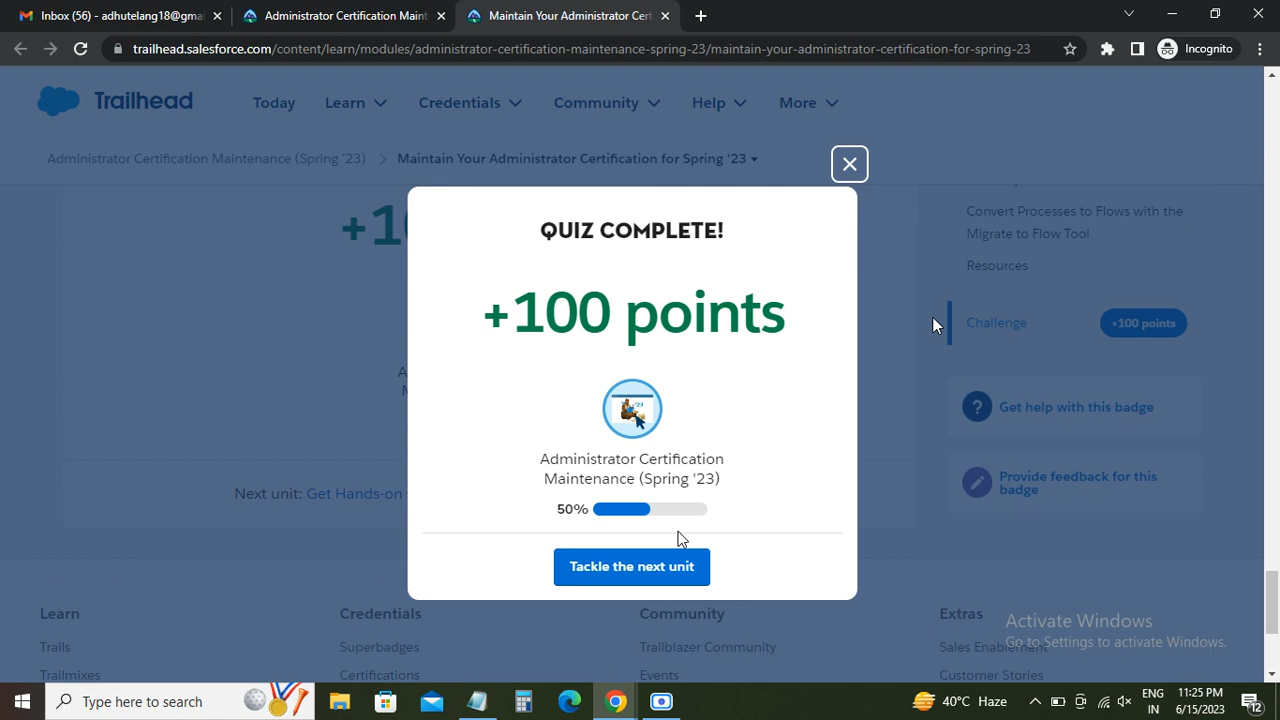 Inbox (56) - adhutelang18@gmai
Administrator Certification Maint
Maintain Your Administrator Cert
trailhead.salesforce.com/content/learn/modules/administrator-certification-maintenance-spring-23/maintain-your-administrator-certification-for-spring-23
Incognito
Trailhead
Today
Learn
Credentials
Community
Help
More
Administrator Certification Maintenance (Spring '23)
Maintain Your Administrator Certification for Spring '23
+10
QUIZ COMPLETE!
+100 points
'23
Administrator Certification
Maintenance (Spring '23)
50%
Tackle the next unit
Convert Processes to Flows with the
Migrate to Flow Tool
Resources
Challenge
+100 points
Get help with this badge
Provide feedback for this
badge
A
M
Next unit: Get Hands-on
Learn
Credentials
Community
Extras
Trails
Superbadges
Trailblazer Community
Sales Enablement
Trailmixes
Certifications
Events
Customer Stories
Activate Windows
Go to Settings to activate Windows.
Type here to search
40°C Haze
ENG
IN
11:25 PM
6/15/2023
12